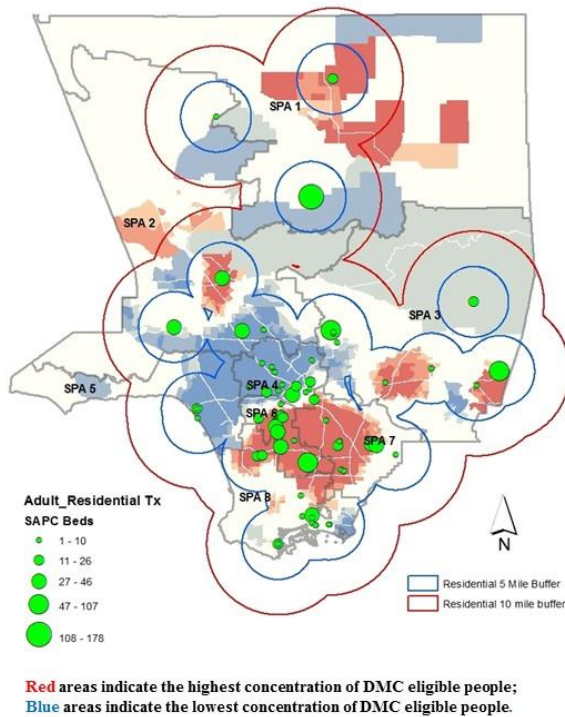 SPA 1
SPA 2
SPA 3
SPA 5
SPA 4
SPA 6
SPA 7
SPA 8
Adult_Residential Tx
SAPC Beds
1 - 10
11 - 26
27 - 46
47 - 107
108 - 178
N
Residential 5 Mile Buffer
Residential 10 mile buffer
Red areas indicate the highest concentration of DMC eligible people;
Blue areas indicate the lowest concentration of DMC eligible people.